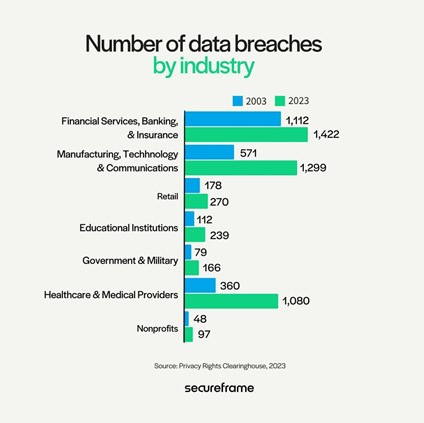 Number of data breaches
by industry
2003 2023
Financial Services, Banking,
& Insurance
1,112
1,422
Manufacturing, Techhnology
& Communications
571
1,299
Retail
178
270
Educational Institutions
112
239
Government & Military
79
166
Healthcare & Medical Providers
360
1,080
Nonprofits
48
97
Source: Privacy Rights Clearinghouse, 2023
secureframe